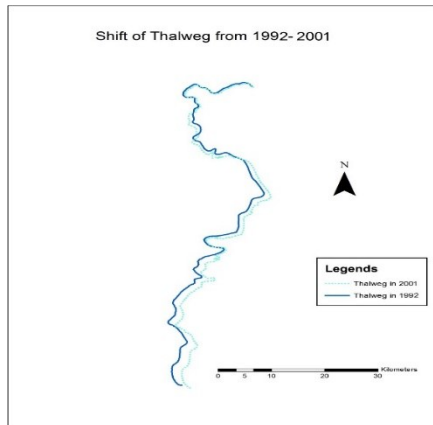 Shift of Thalweg from 1992- 2001
N
Legends
Thalweg in 2001
Thalweg in 1992
Kilometers
0 5 10 20 30